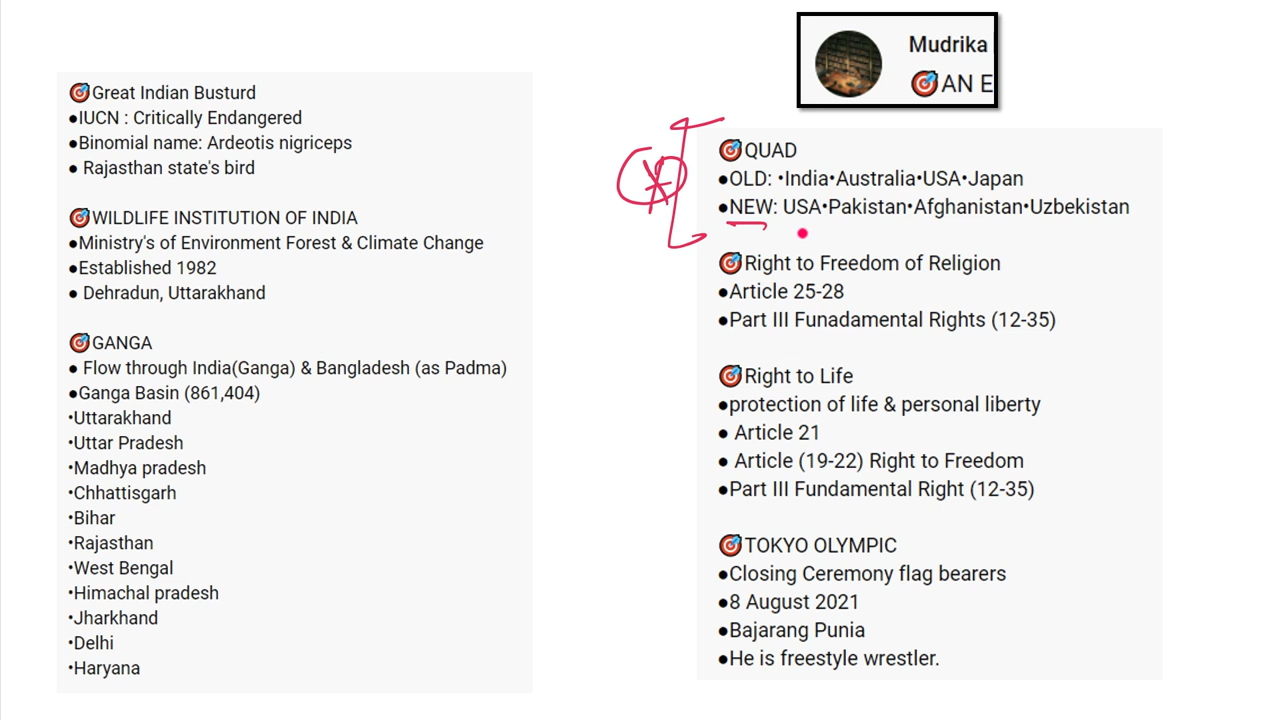 Mudrika
🎯AN E
🎯Great Indian Busturd
●IUCN : Critically Endangered
●Binomial name: Ardeotis nigriceps
● Rajasthan state's bird
🎯WILDLIFE INSTITUTION OF INDIA
●Ministry's of Environment Forest & Climate Change
●Established 1982
● Dehradun, Uttarakhand
🎯GANGA
● Flow through India(Ganga) & Bangladesh (as Padma)
●Ganga Basin (861,404)
•Uttarakhand
•Uttar Pradesh
•Madhya pradesh
•Chhattisgarh
•Bihar
•Rajasthan
•West Bengal
•Himachal pradesh
•Jharkhand
•Delhi
•Haryana
🎯QUAD
●OLD: •India•Australia•USA•Japan
●NEW: USA•Pakistan•Afghanistan•Uzbekistan
🎯Right to Freedom of Religion
●Article 25-28
●Part III Funadamental Rights (12-35)
🎯Right to Life
●protection of life & personal liberty
● Article 21
● Article (19-22) Right to Freedom
●Part III Fundamental Right (12-35)
🎯TOKYO OLYMPIC
●Closing Ceremony flag bearers
●8 August 2021
●Bajarang Punia
●He is freestyle wrestler.